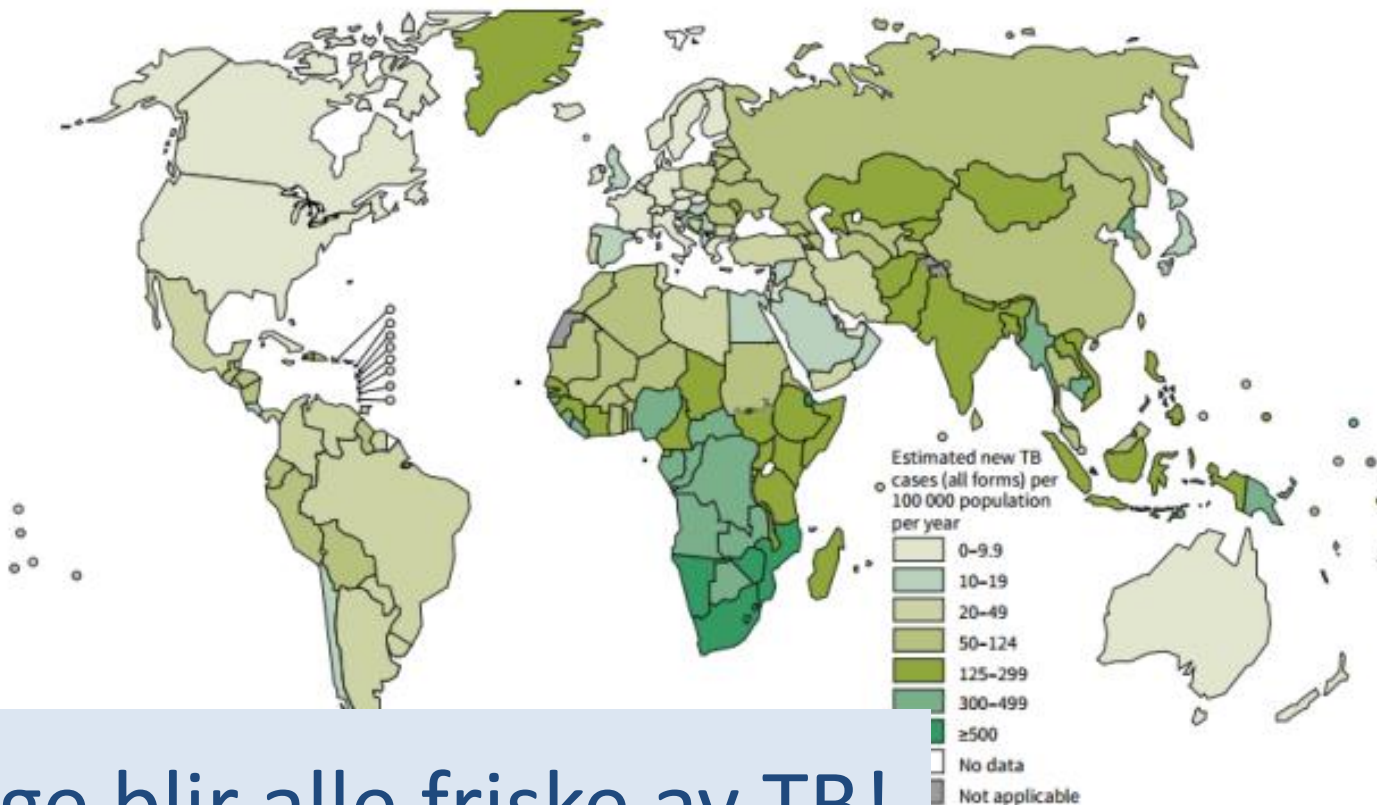 Estimated new TB
cases (all forms) per
100 000 population
per year
0–9.9
10–19
20–49
50–124
125–299
300–499
≥500
No data
Not applicable
blir alle friske av TB!